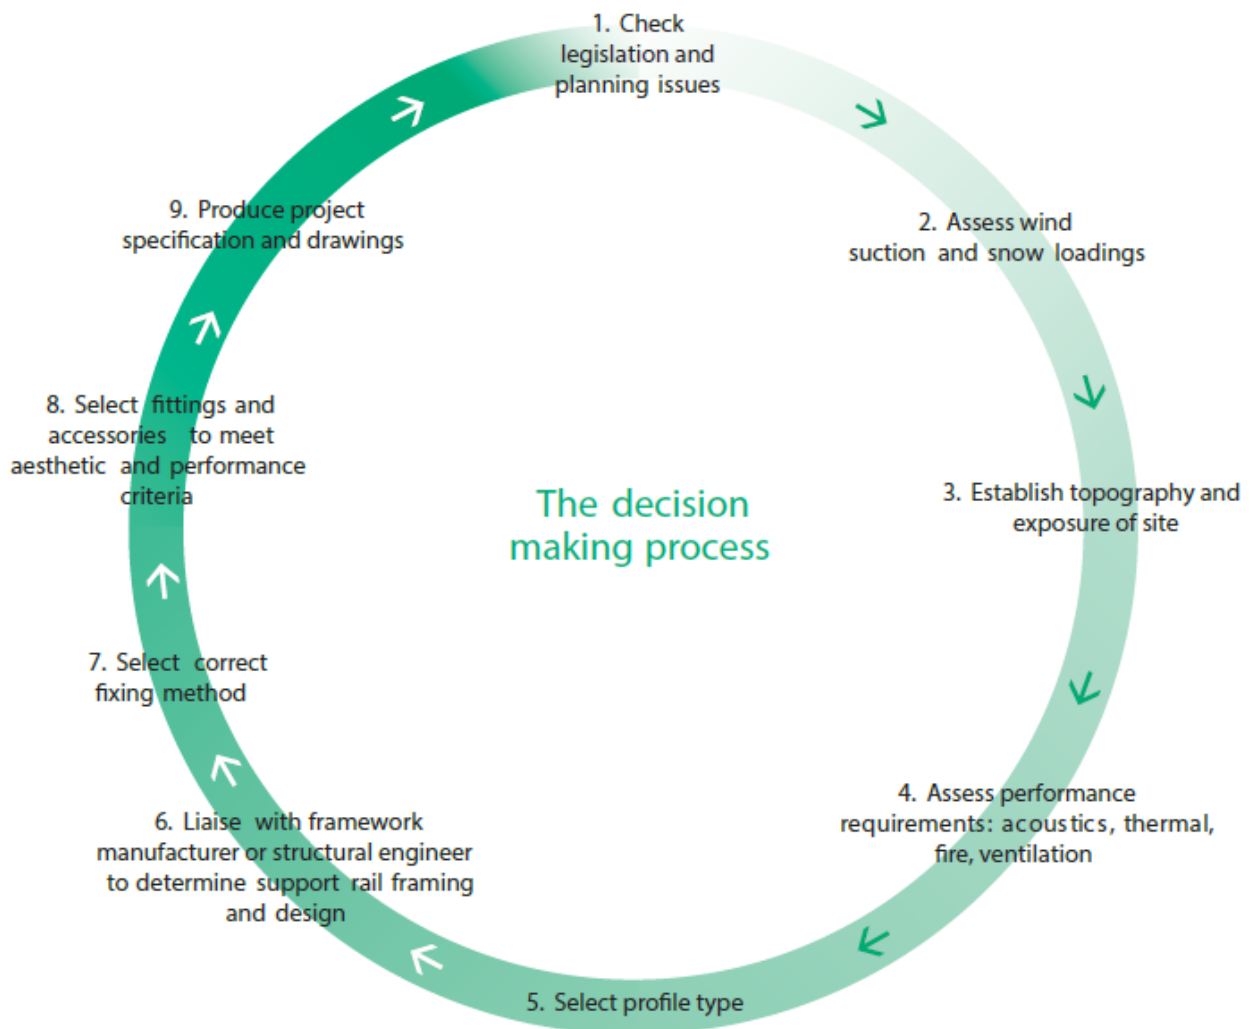 1. Check
legislation and
planning issues
2. Assess wind
suction and snow loadings
3. Establish topography and
exposure of site
4. Assess performance
requirements: acoustics, thermal,
fire, ventilation
5. Select profile type
6. Liaise with framework
manufacturer or structural engineer
to determine support rail framing
and design
7. Select correct
fixing method
8. Select fittings and
accessories to meet
aesthetic and performance
criteria
9. Produce project
specification and drawings
The decision
making process